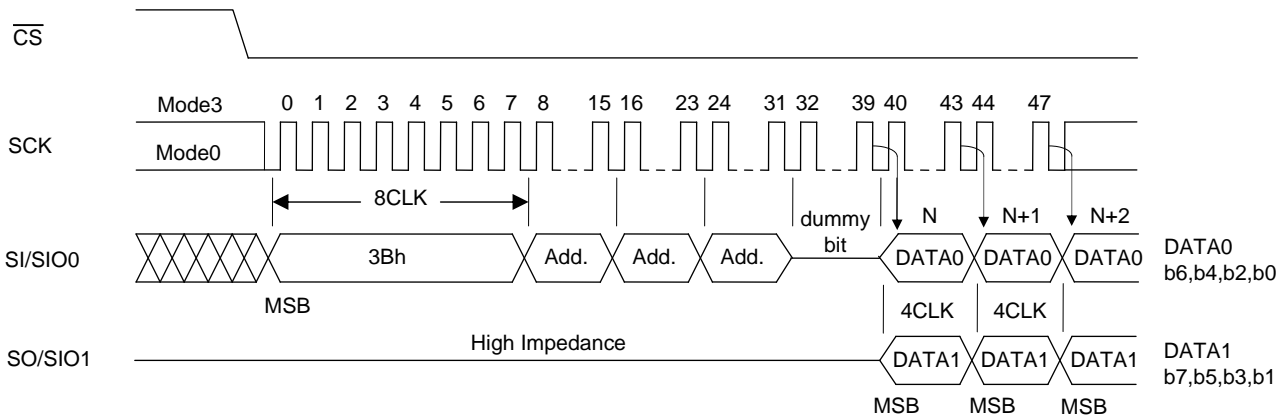 CS
Mode3 0 1 2 3 4 5 6 7 8 15 16 23 24 31 32 39 40 43 44 47
SCK
Mode0
8CLK
dummy
bit
N N+1 N+2
SI/SIO0 3Bh Add. Add. Add. DATA0 DATA0 DATA0
DATA0
b6,b4,b2,b0
MSB
4CLK 4CLK
High Impedance
SO/SIO1 DATA1 DATA1 DATA1
DATA1
b7,b5,b3,b1
MSB MSB MSB